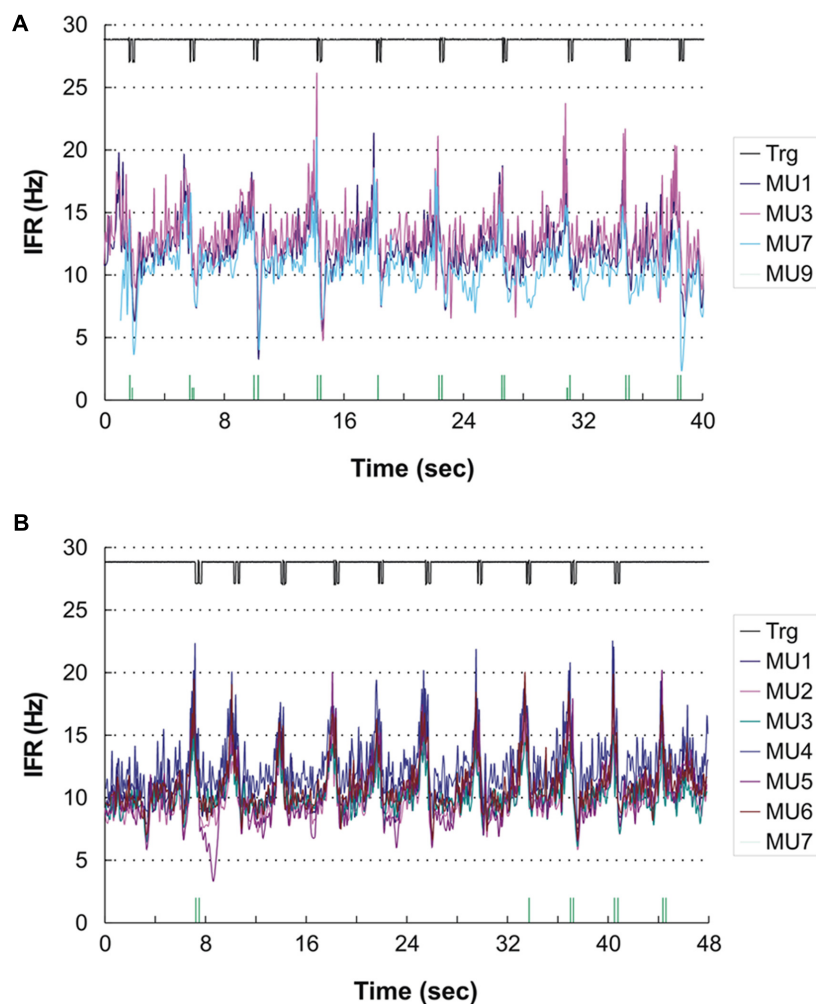 A
30
25
20
15
10
5
0
IFR (Hz)
0 8 16 24 32 40
Time (sec)
Trg
MU1
MU3
MU7
MU9
B
30
25
20
15
10
5
0
IFR (Hz)
0 8 16 24 32 40 48
Time (sec)
Trg
MU1
MU2
MU3
MU4
MU5
MU6
MU7